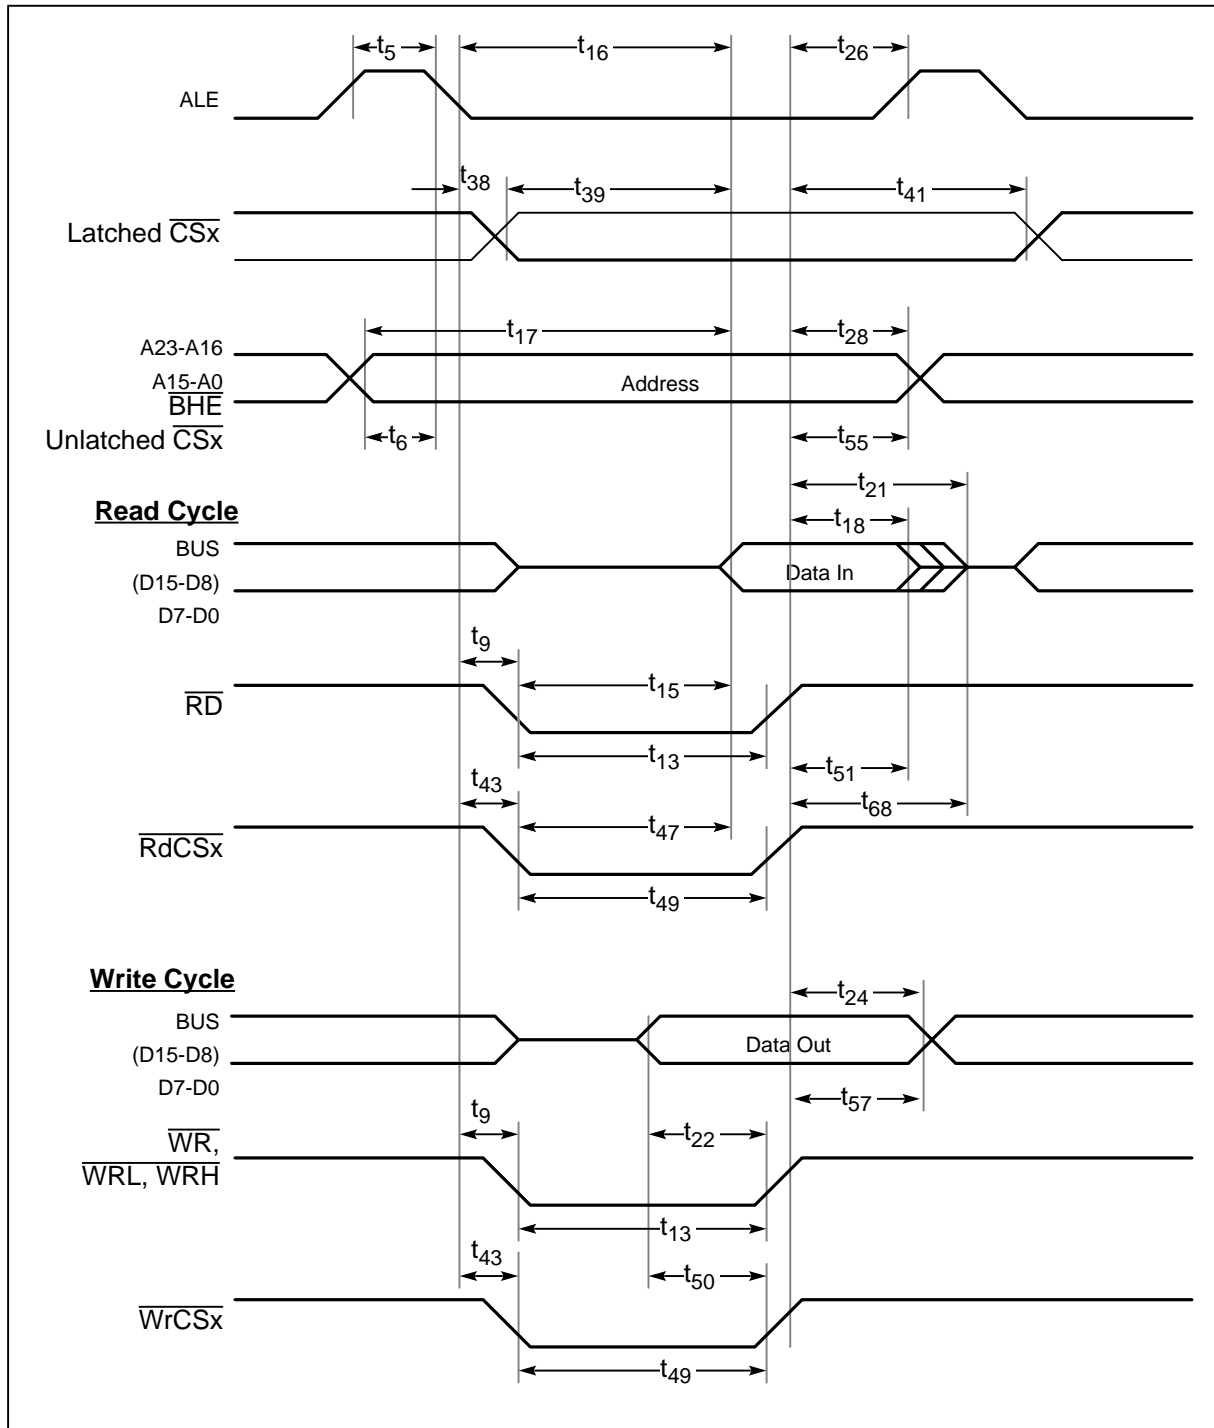 t5 t16 t26
ALE
t38 t39 t41
Latched CSx
t17 t28
A23-A16
A15-A0
Address
BHE
Unlatched CSx
t6 t55
t21
Read Cycle
t18
BUS
(D15-D8)
Data In
D7-D0
t9
t15
RD
t13 t51
t43 t68
t47
RdCSx
t49
Write Cycle
t24
BUS
(D15-D8)
Data Out
D7-D0
t57
t9 t22
WR,
WRL, WRH
t13
t43 t50
WrCSx
t49